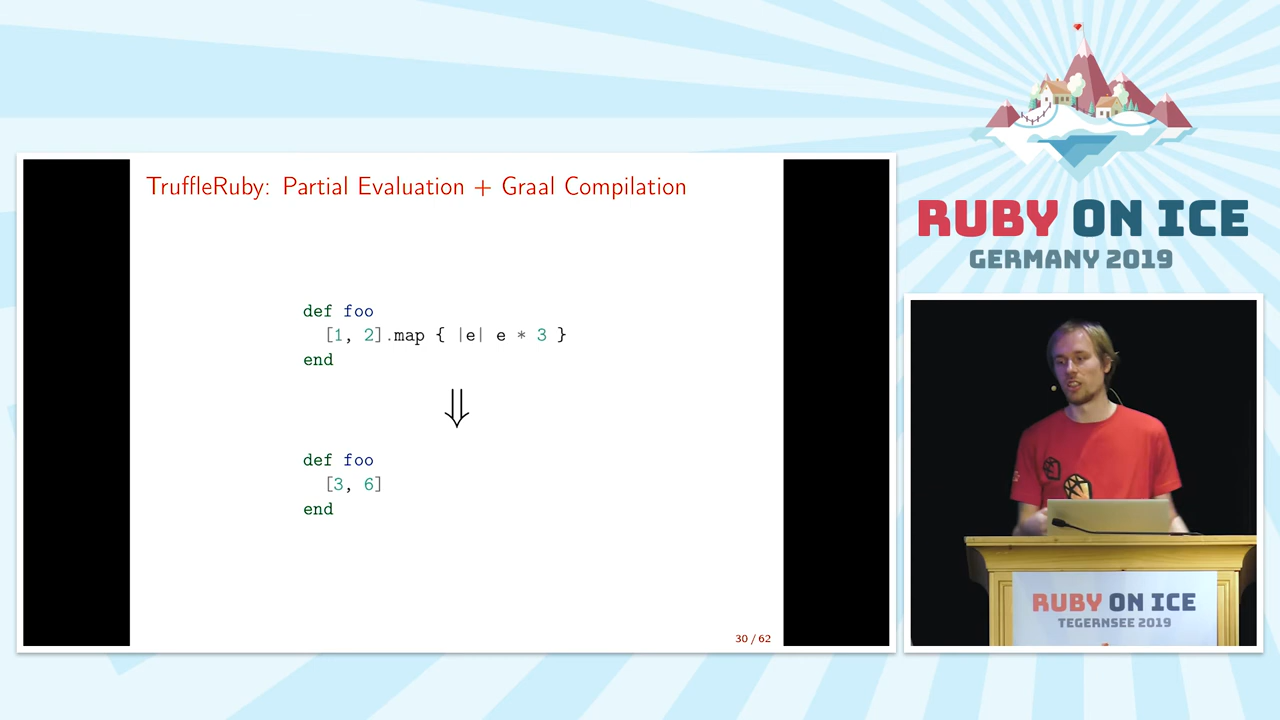 TruffleRuby: Partial Evaluation + Graal Compilation
def foo
[1, 2].map { |e| e * 3 }
end
⇓
def foo
[3, 6]
end
30 / 62
RUBY ON ICE
GERMANY 2019
RUBY ON ICE
TEGERNSEE 2019